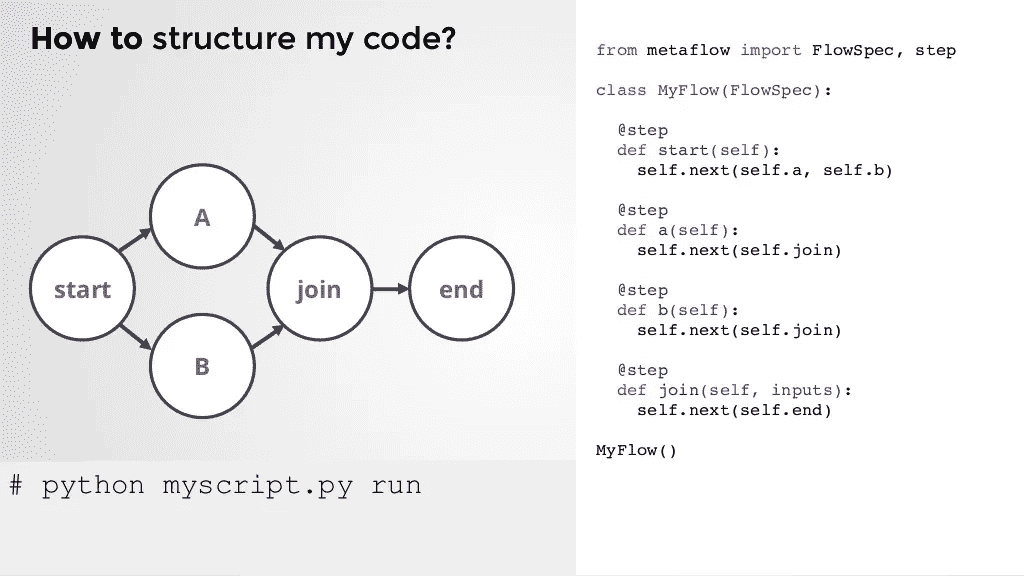 How to structure my code?
A
start
join
end
B
# python myscript.py run
from metaflow import FlowSpec, step
class MyFlow(FlowSpec):
@step
def start(self):
self.next(self.a, self.b)
@step
def a(self):
self.next(self.join)
@step
def b(self):
self.next(self.join)
@step
def join(self, inputs):
self.next(self.end)
MyFlow()